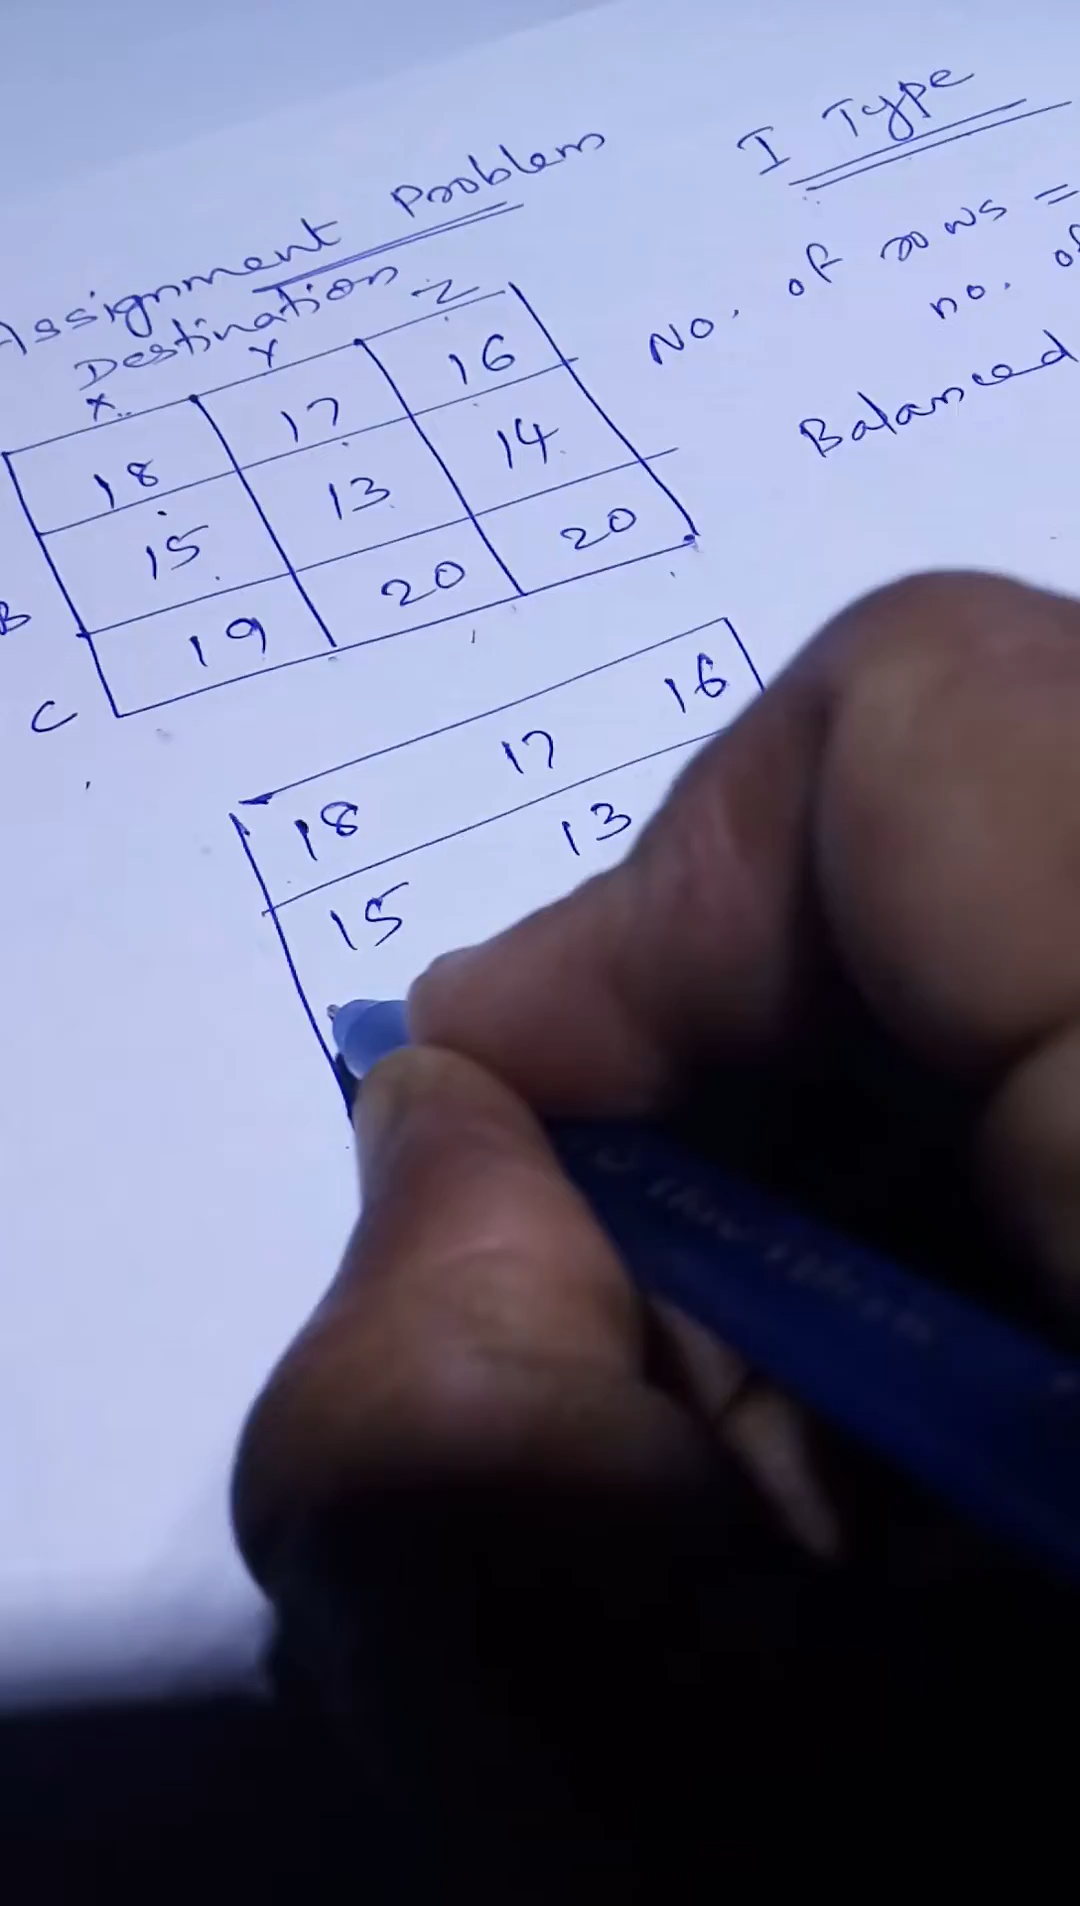 Assignment Problem
I Type
Destination
X Y Z
18 17 16
15 13 14
B
19 20 20
C
No. of rows =
no. of
Balanced
18 17 16
15 13